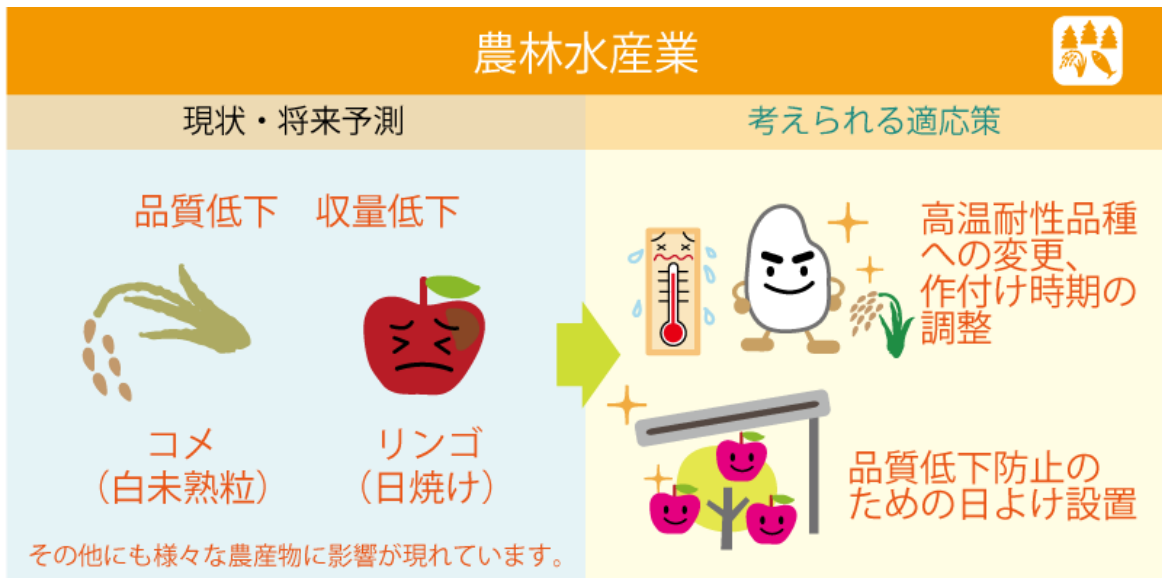 農林水産業
現状・将来予測
品質低下　収量低下
コメ
（白未熟粒）
リンゴ
（日焼け）
その他にも様々な農産物に影響が現れています。
考えられる適応策
高温耐性品種
への変更、
作付け時期の
調整
品質低下防止の
ための日よけ設置